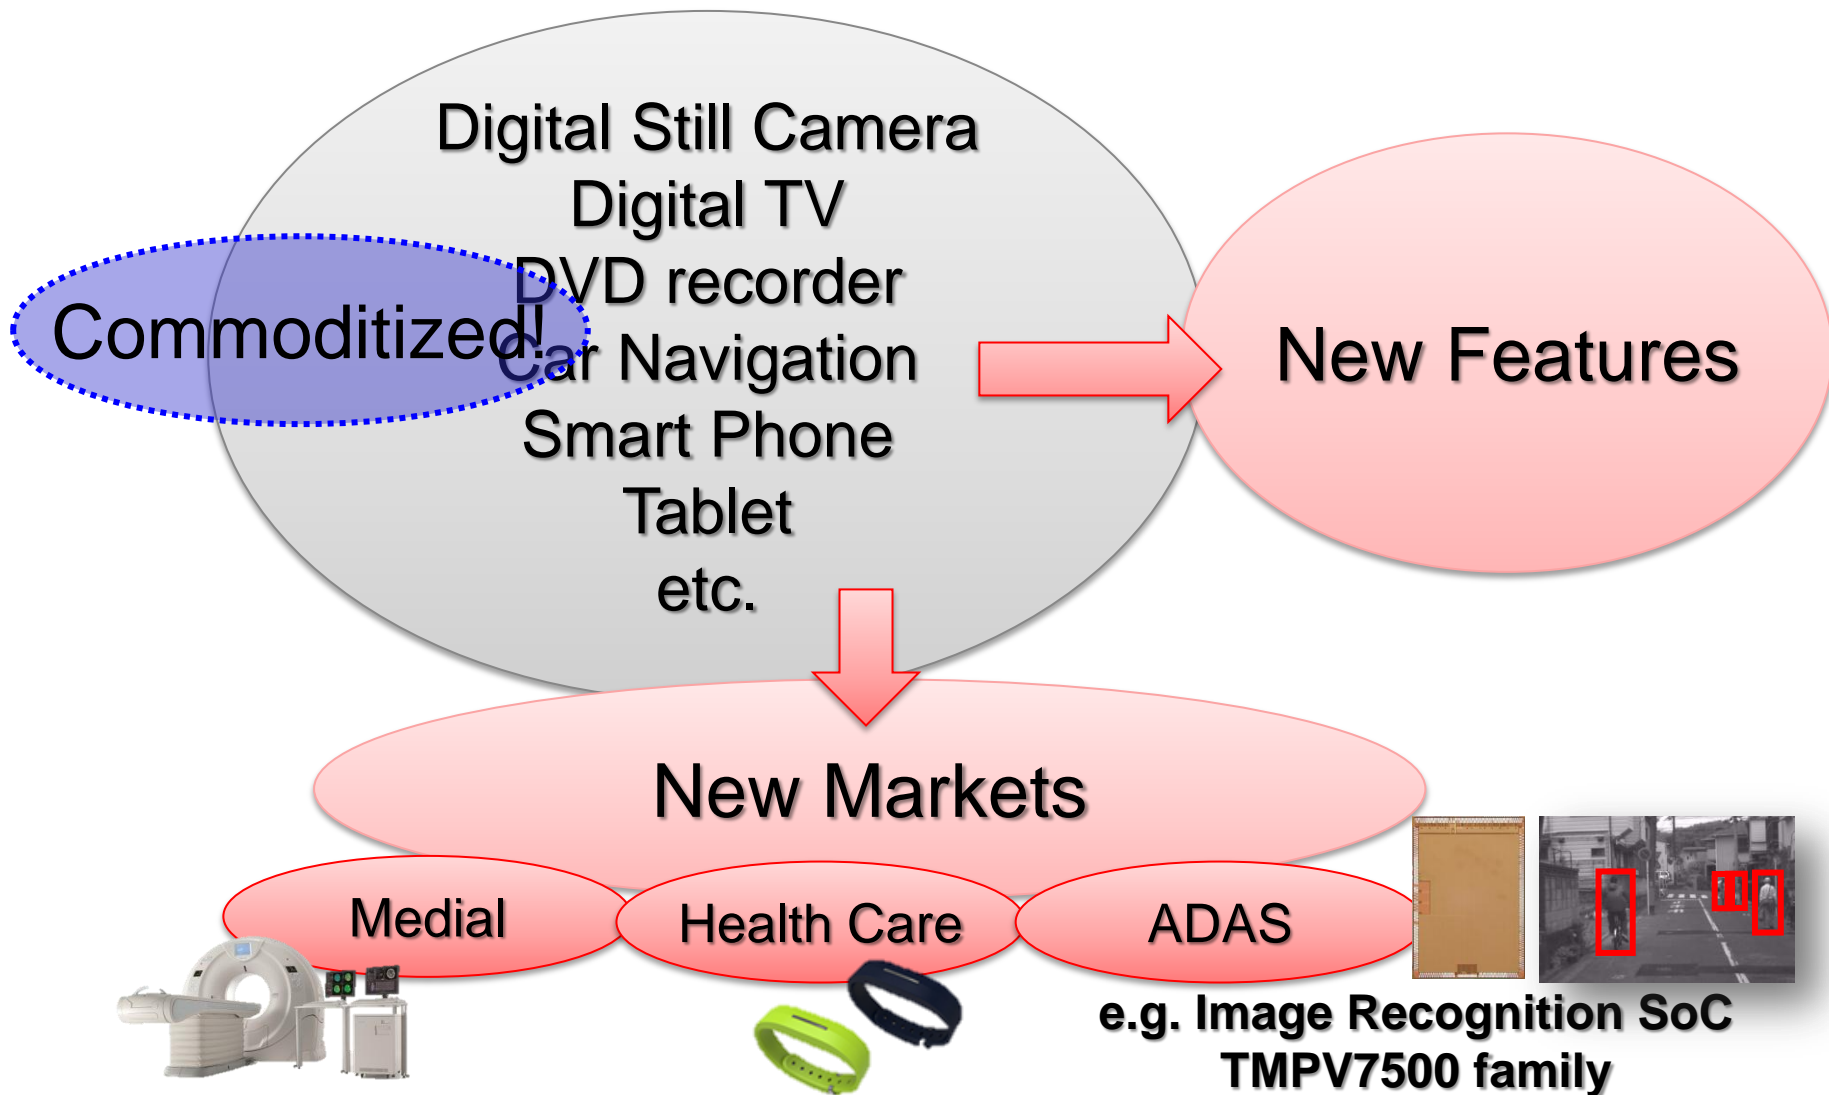 Digital Still Camera
Digital TV
DVD recorder
Commoditized!
Car Navigation
Smart Phone
Tablet
etc.
New Features
New Markets
Medial
Health Care
ADAS
e.g. Image Recognition SoC
TMPV7500 family